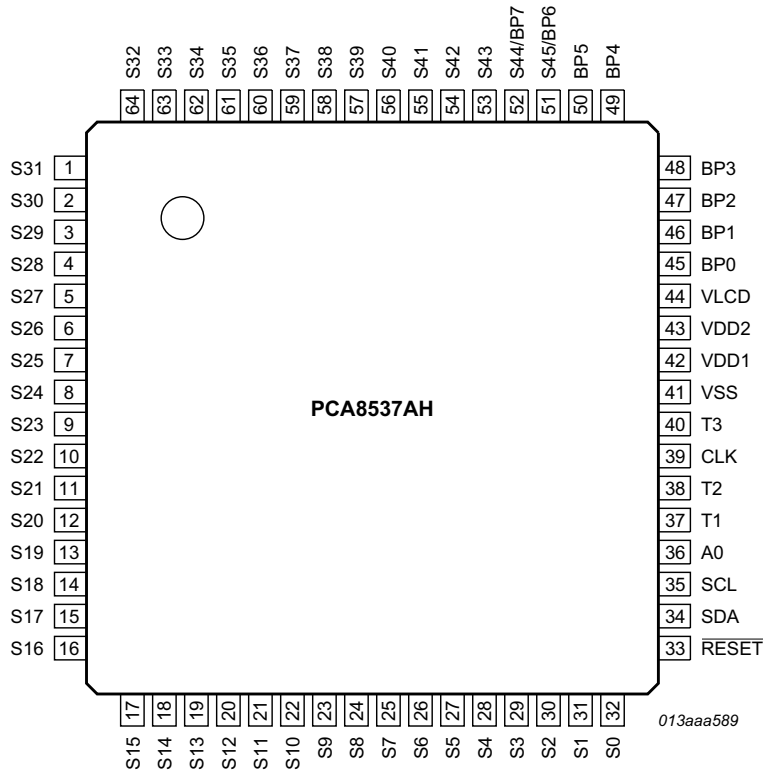 S32 S33 S34 S35 S36 S37 S38 S39 S40 S41 S42 S43 S44/BP7 S45/BP6 BP5 BP4
64 63 62 61 60 59 58 57 56 55 54 53 52 51 50 49
S31 1 48 BP3
S30 2 47 BP2
S29 3 46 BP1
S28 4 45 BP0
S27 5 44 VLCD
S26 6 43 VDD2
S25 7 42 VDD1
S24 8 41 VSS
PCA8537AH
S23 9 40 T3
S22 10 39 CLK
S21 11 38 T2
S20 12 37 T1
S19 13 36 A0
S18 14 35 SCL
S17 15 34 SDA
S16 16 33 RESET
17 18 19 20 21 22 23 24 25 26 27 28 29 30 31 32
S15 S14 S13 S12 S11 S10 S9 S8 S7 S6 S5 S4 S3 S2 S1 S0
013aaa589